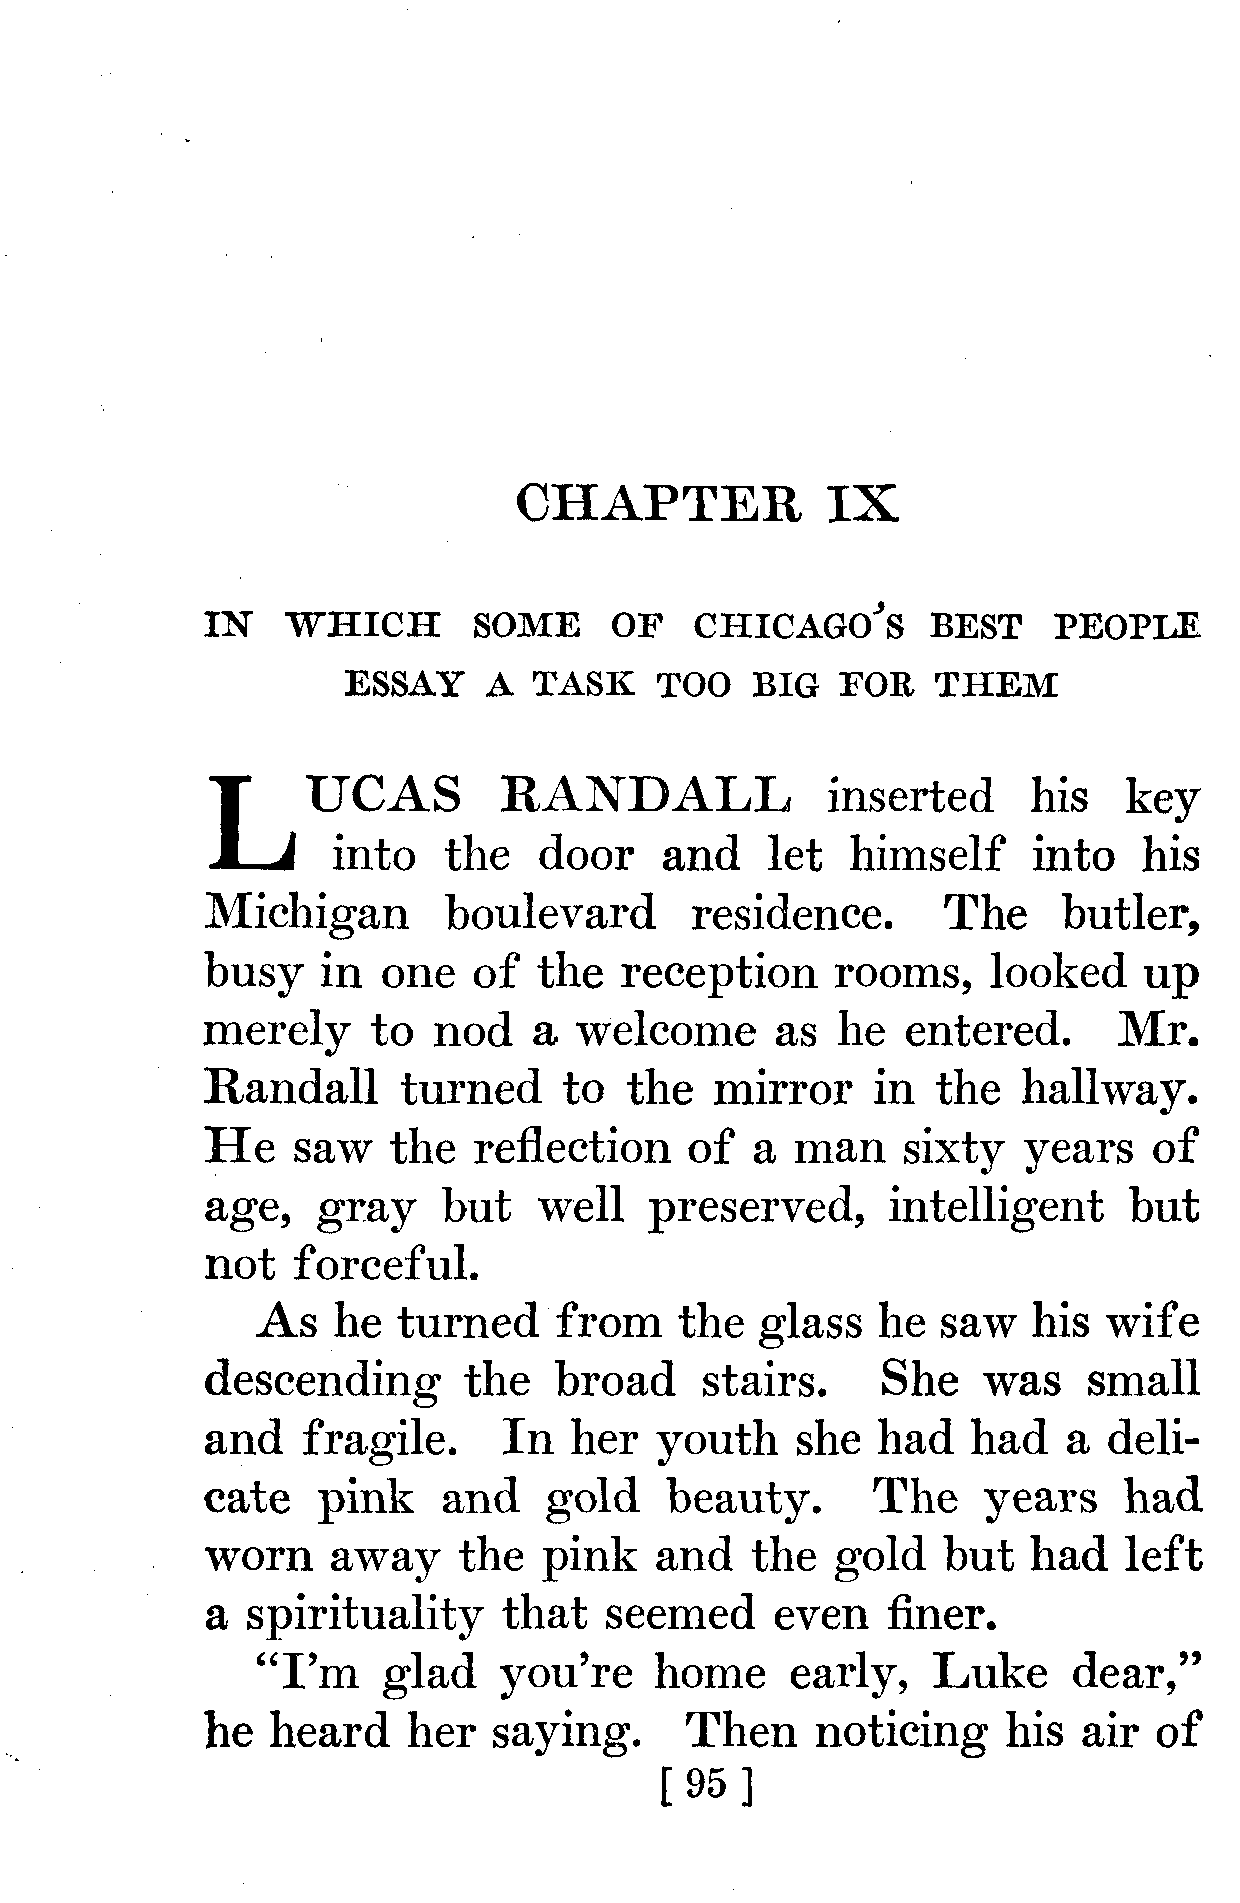 CHAPTER IX
IN WHICH SOME OF CHICAGO'S BEST PEOPLE
ESSAY A TASK TOO BIG FOR THEM
LUCAS RANDALL inserted his key
into the door and let himself into his
Michigan boulevard residence. The butler,
busy in one of the reception rooms, looked up
merely to nod a welcome as he entered. Mr.
Randall turned to the mirror in the hallway.
He saw the reflection of a man sixty years of
age, gray but well preserved, intelligent but
not forceful.
As he turned from the glass he saw his wife
descending the broad stairs. She was small
and fragile. In her youth she had had a deli-
cate pink and gold beauty. The years had
worn away the pink and the gold but had left
a spirituality that seemed even finer.
“I’m glad you’re home early, Luke dear,”
he heard her saying. Then noticing his air of
[ 95 ]